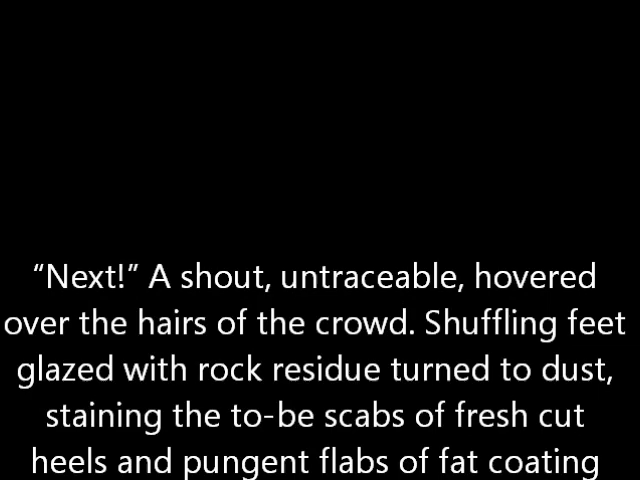 “Next!” A shout, untraceable, hovered
over the hairs of the crowd. Shuffling feet
glazed with rock residue turned to dust,
staining the to-be scabs of fresh cut
heels and pungent flabs of fat coating